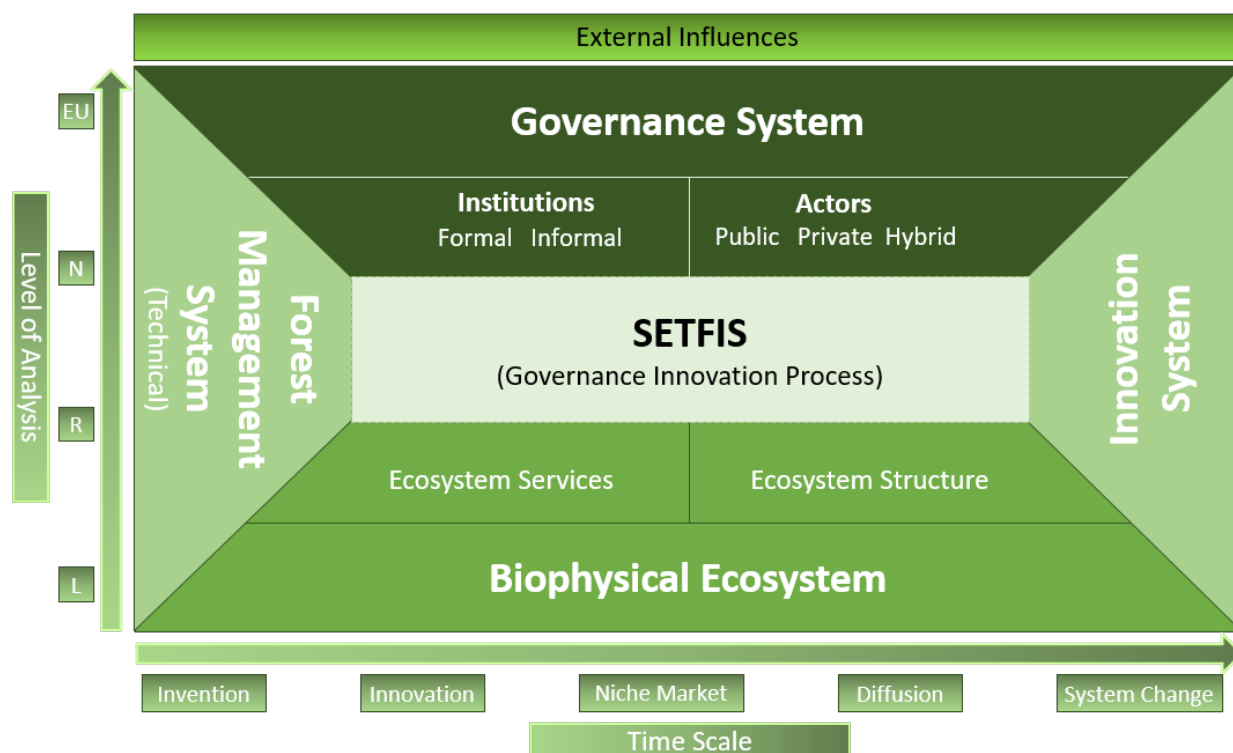 External Influences
EU
Governance System
Institutions
Formal Informal
Actors
Public Private Hybrid
Level of Analysis
N
R
L
Forest
Management
System
(Technical)
SETFIS
(Governance Innovation Process)
Innovation
System
Ecosystem Services
Ecosystem Structure
Biophysical Ecosystem
Invention
Innovation
Niche Market
Diffusion
System Change
Time Scale